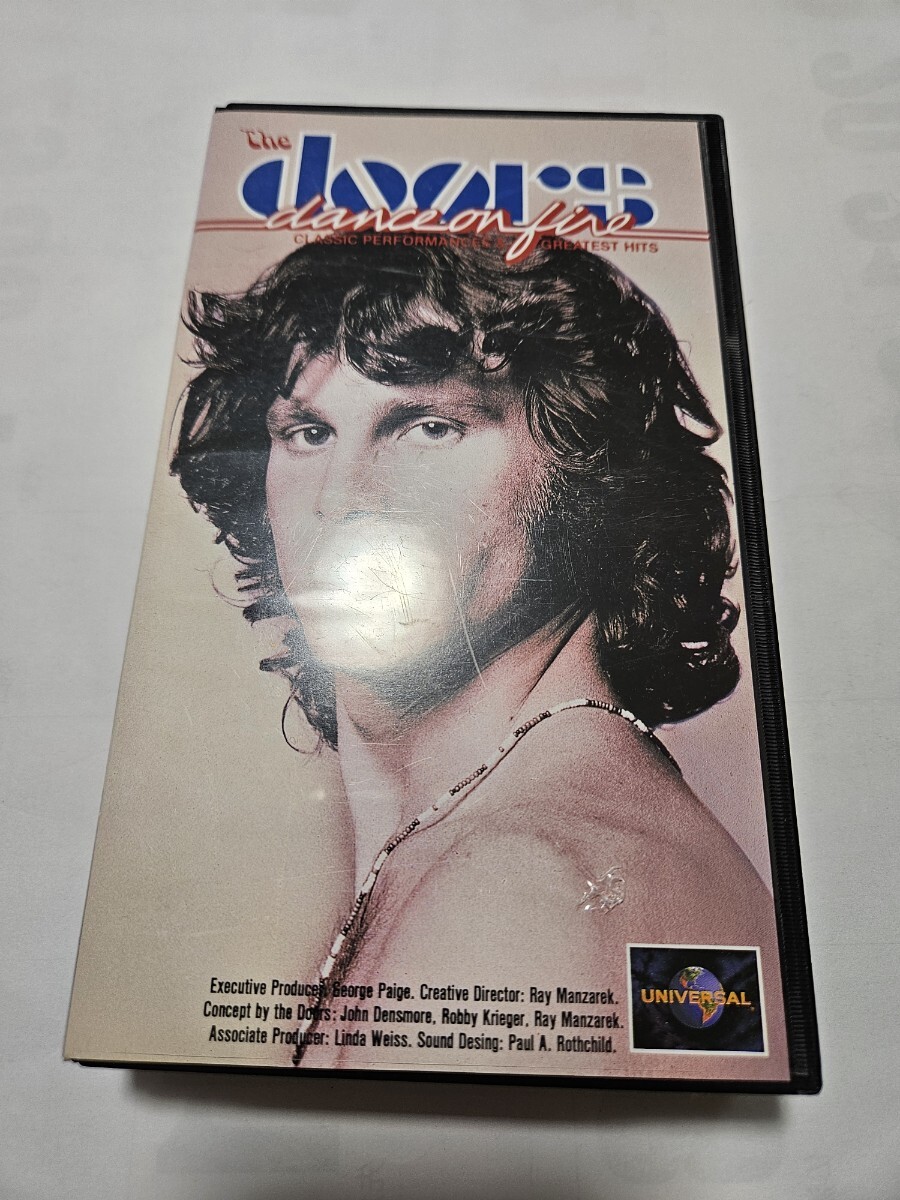 The
doors
dance on fire
CLASSIC PERFORMANCES & GREATEST HITS
Executive Producer: George Paige. Creative Director: Ray Manzarek.
Concept by the Doors: John Densmore, Robby Krieger, Ray Manzarek.
Associate Producer: Linda Weiss. Sound Desing: Paul A. Rothchild.
UNIVERSAL